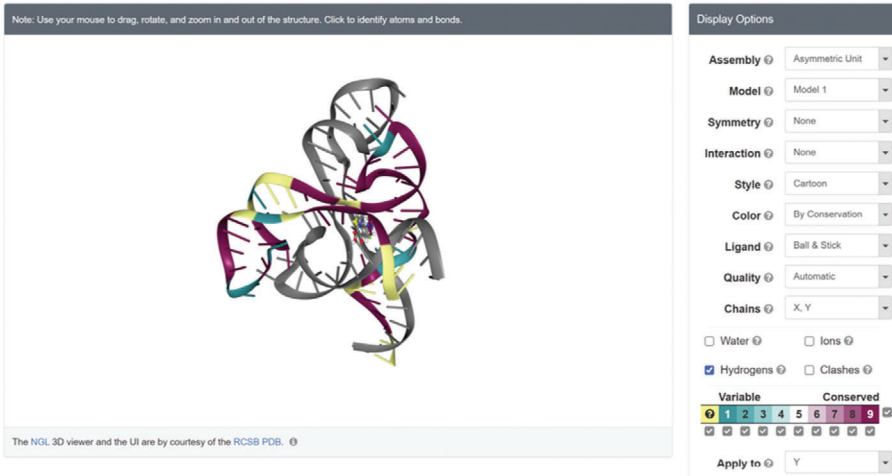 Note: Use your mouse to drag, rotate, and zoom in and out of the structure. Click to identify atoms and bonds.
The NGL 3D viewer and the UI are by courtesy of the RCSB PDB.
Display Options
Assembly ? Asymmetric Unit
Model ? Model 1
Symmetry ? None
Interaction ? None
Style ? Cartoon
Color ? By Conservation
Ligand ? Ball & Stick
Quality ? Automatic
Chains ? X, Y
Water ? Ions ?
Hydrogens ? Clashes ?
Variable Conserved
? 1 2 3 4 5 6 7 8 9
Apply to ? Y